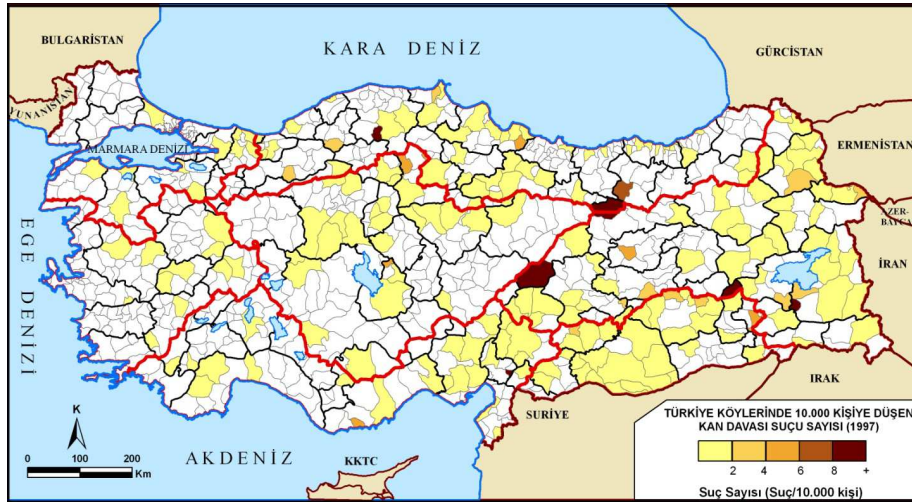 BULGARİSTAN
KARA DENİZ
GÜRCİSTAN
YUNANİSTAN
MARMARA DENİZİ
ERMENİSTAN
AZER-
BAYCAN
EGE DENİZİ
İRAN
IRAK
SURİYE
AKDENİZ
KKTC
K
0 100 200
Km
TÜRKİYE KÖYLERİNDE 10.000 KİŞİYE DÜŞEN
KAN DAVASI SUÇU SAYISI (1997)
2 4 6 8 +
Suç Sayısı (Suç/10.000 kişi)